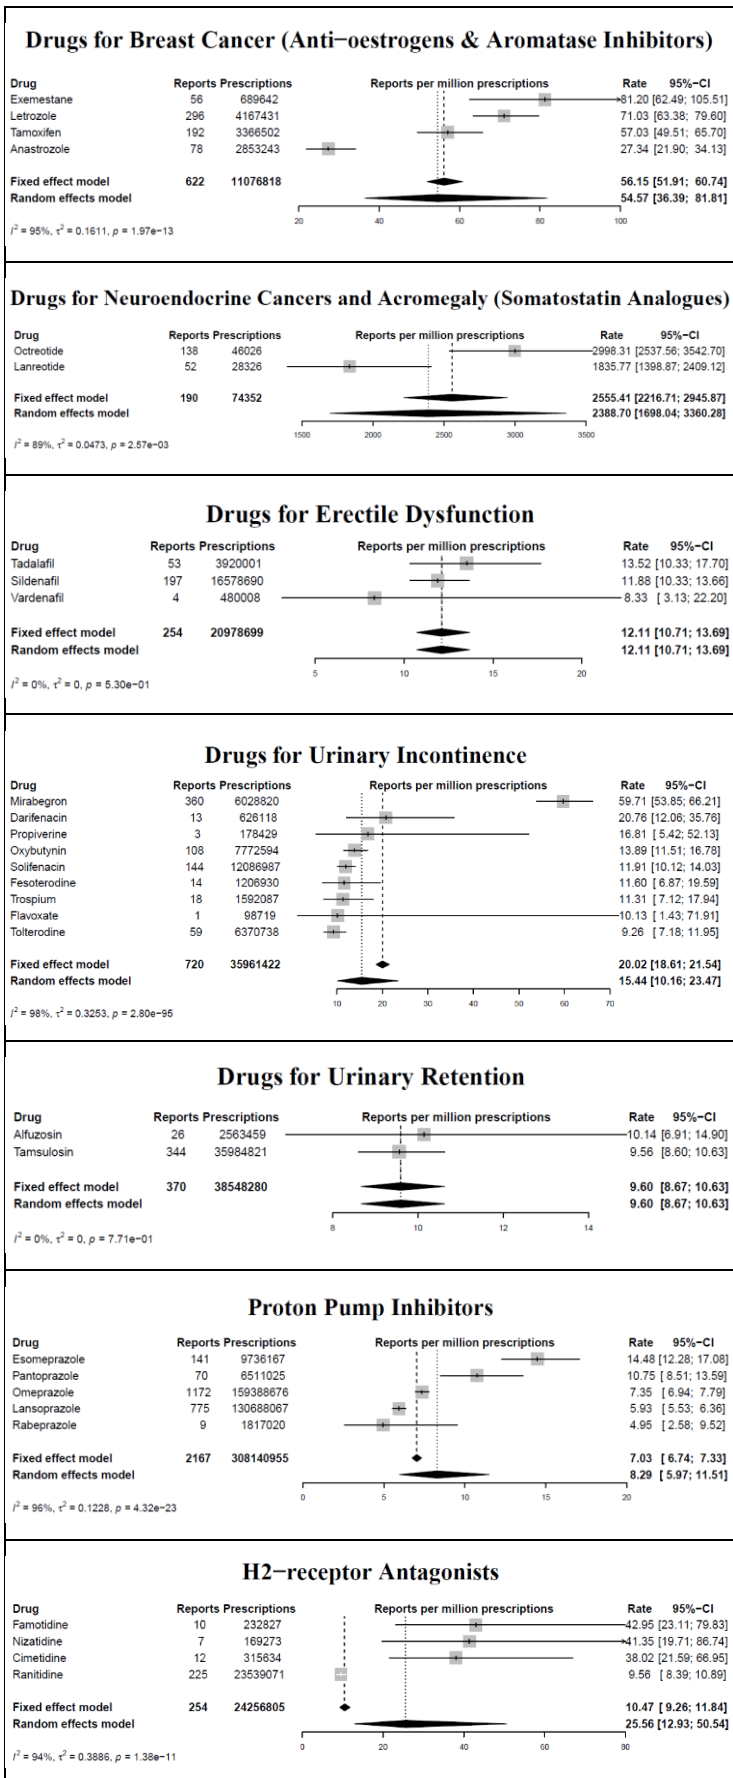 Drugs for Breast Cancer (Anti−oestrogens & Aromatase Inhibitors)
Drug Reports Prescriptions Reports per million prescriptions Rate 95%−CI
Exemestane 56 689642 81.20 [62.49; 105.51]
Letrozole 296 4167431 71.03 [63.38; 79.60]
Tamoxifen 192 3366502 57.03 [49.51; 65.70]
Anastrozole 78 2853243 27.34 [21.90; 34.13]
Fixed effect model 622 11076818 56.15 [51.91; 60.74]
Random effects model 54.57 [36.39; 81.81]
20 40 60 80 100
I² = 95%, τ² = 0.1611, p = 1.97e−13
Drugs for Neuroendocrine Cancers and Acromegaly (Somatostatin Analogues)
Drug Reports Prescriptions Reports per million prescriptions Rate 95%−CI
Octreotide 138 46026 2998.31 [2537.56; 3542.70]
Lanreotide 52 28326 1835.77 [1398.87; 2409.12]
Fixed effect model 190 74352 2555.41 [2216.71; 2945.87]
Random effects model 2388.70 [1698.04; 3360.28]
1500 2000 2500 3000 3500
I² = 89%, τ² = 0.0473, p = 2.57e−03
Drugs for Erectile Dysfunction
Drug Reports Prescriptions Reports per million prescriptions Rate 95%−CI
Tadalafil 53 3920001 13.52 [10.33; 17.70]
Sildenafil 197 16578690 11.88 [10.33; 13.66]
Vardenafil 4 480008 8.33 [ 3.13; 22.20]
Fixed effect model 254 20978699 12.11 [10.71; 13.69]
Random effects model 12.11 [10.71; 13.69]
5 10 15 20
I² = 0%, τ² = 0, p = 5.30e−01
Drugs for Urinary Incontinence
Drug Reports Prescriptions Reports per million prescriptions Rate 95%−CI
Mirabegron 360 6028820 59.71 [53.85; 66.21]
Darifenacin 13 626118 20.76 [12.06; 35.76]
Propiverine 3 178429 16.81 [ 5.42; 52.13]
Oxybutynin 108 7772594 13.89 [11.51; 16.78]
Solifenacin 144 12086987 11.91 [10.12; 14.03]
Fesoterodine 14 1206930 11.60 [ 6.87; 19.59]
Trospium 18 1592087 11.31 [ 7.12; 17.94]
Flavoxate 1 98719 10.13 [ 1.43; 71.91]
Tolterodine 59 6370738 9.26 [ 7.18; 11.95]
Fixed effect model 720 35961422 20.02 [18.61; 21.54]
Random effects model 15.44 [10.16; 23.47]
10 20 30 40 50 60 70
I² = 98%, τ² = 0.3253, p = 2.80e−95
Drugs for Urinary Retention
Drug Reports Prescriptions Reports per million prescriptions Rate 95%−CI
Alfuzosin 26 2563459 10.14 [6.91; 14.90]
Tamsulosin 344 35984821 9.56 [8.60; 10.63]
Fixed effect model 370 38548280 9.60 [8.67; 10.63]
Random effects model 9.60 [8.67; 10.63]
8 10 12 14
I² = 0%, τ² = 0, p = 7.71e−01
Proton Pump Inhibitors
Drug Reports Prescriptions Reports per million prescriptions Rate 95%−CI
Esomeprazole 141 9736167 14.48 [12.28; 17.08]
Pantoprazole 70 6511025 10.75 [ 8.51; 13.59]
Omeprazole 1172 159388676 7.35 [ 6.94; 7.79]
Lansoprazole 775 130688067 5.93 [ 5.53; 6.36]
Rabeprazole 9 1817020 4.95 [ 2.58; 9.52]
Fixed effect model 2167 308140955 7.03 [ 6.74; 7.33]
Random effects model 8.29 [ 5.97; 11.51]
0 5 10 15 20
I² = 96%, τ² = 0.1228, p = 4.32e−23
H2−receptor Antagonists
Drug Reports Prescriptions Reports per million prescriptions Rate 95%−CI
Famotidine 10 232827 42.95 [23.11; 79.83]
Nizatidine 7 169273 41.35 [19.71; 86.74]
Cimetidine 12 315634 38.02 [21.59; 66.95]
Ranitidine 225 23539071 9.56 [ 8.39; 10.89]
Fixed effect model 254 24256805 10.47 [ 9.26; 11.84]
Random effects model 25.56 [12.93; 50.54]
0 20 40 60 80
I² = 94%, τ² = 0.3886, p = 1.38e−11